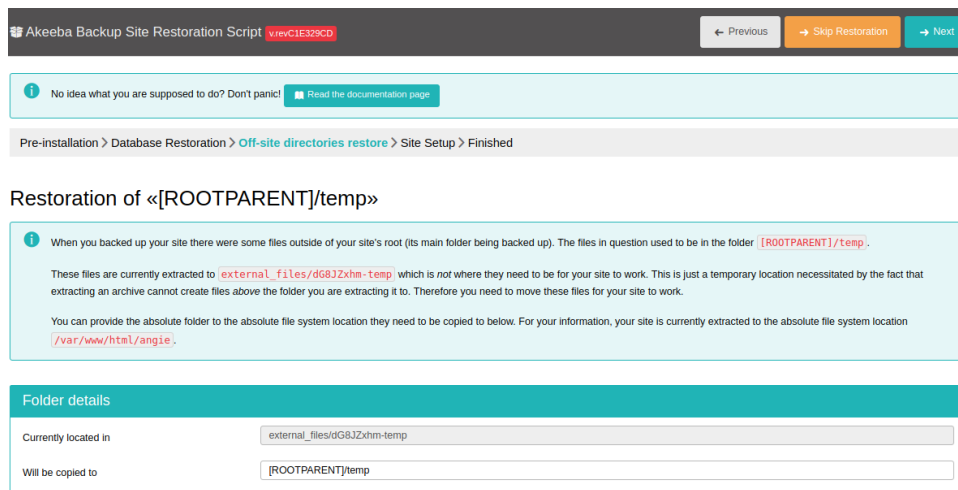 Akeeba Backup Site Restoration Script v.revC1E329CD
← Previous
→ Skip Restoration
→ Next
No idea what you are supposed to do? Don't panic! Read the documentation page
Pre-installation > Database Restoration > Off-site directories restore > Site Setup > Finished
Restoration of «[ROOTPARENT]/temp»
When you backed up your site there were some files outside of your site's root (its main folder being backed up). The files in question used to be in the folder [ROOTPARENT]/temp.
These files are currently extracted to external_files/dG8JZxhm-temp which is not where they need to be for your site to work. This is just a temporary location necessitated by the fact that
extracting an archive cannot create files above the folder you are extracting it to. Therefore you need to move these files for your site to work.
You can provide the absolute folder to the absolute file system location they need to be copied to below. For your information, your site is currently extracted to the absolute file system location
/var/www/html/angie.
Folder details
Currently located in external_files/dG8JZxhm-temp
Will be copied to [ROOTPARENT]/temp